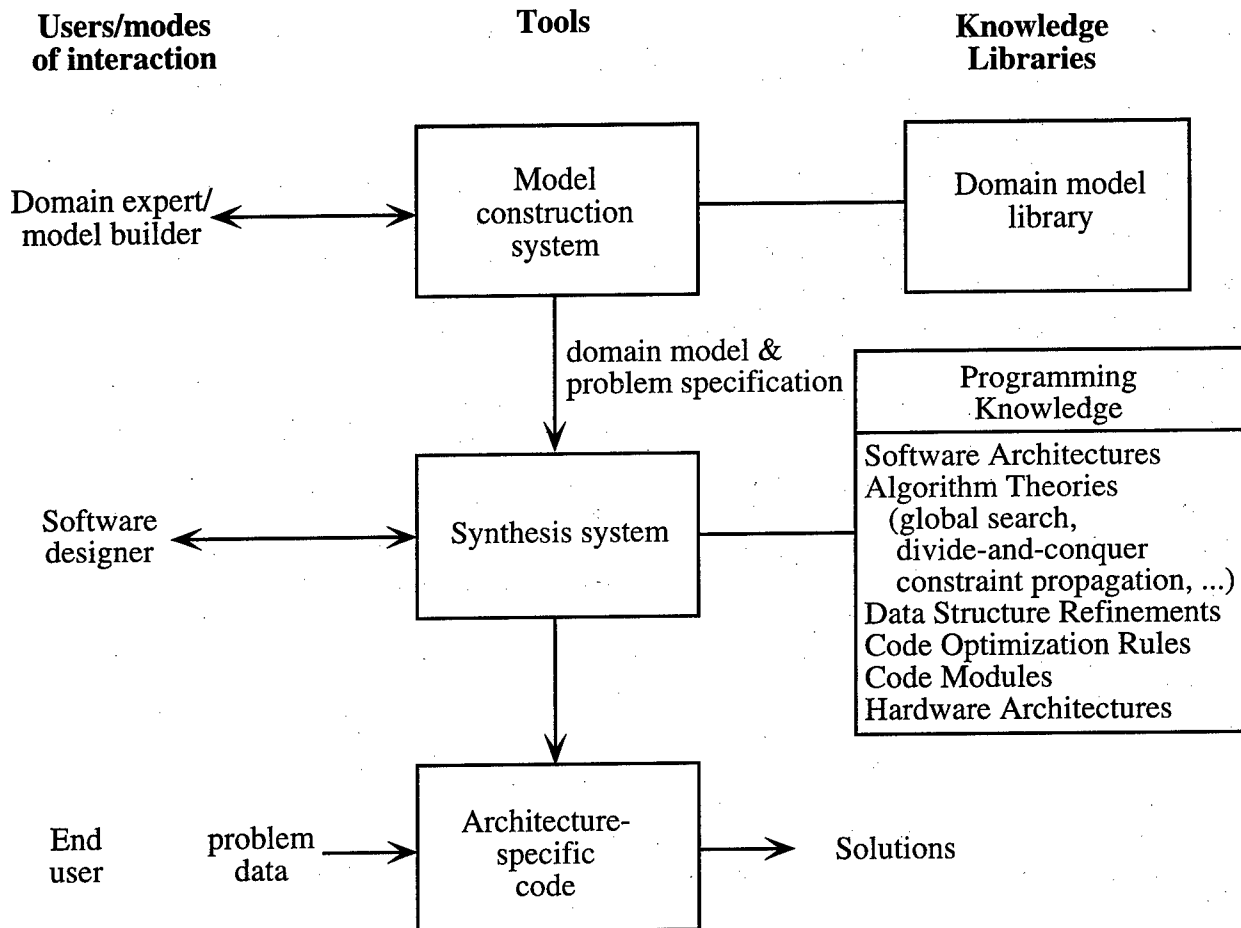 Users/modes
of interaction
Tools
Knowledge
Libraries
Domain expert/
model builder
Model
construction
system
Domain model
library
domain model &
problem specification
Programming
Knowledge
Software Architectures
Algorithm Theories
(global search,
divide-and-conquer
constraint propagation, ...)
Data Structure Refinements
Code Optimization Rules
Code Modules
Hardware Architectures
Software
designer
Synthesis system
End
user
problem
data
Architecture-
specific
code
Solutions